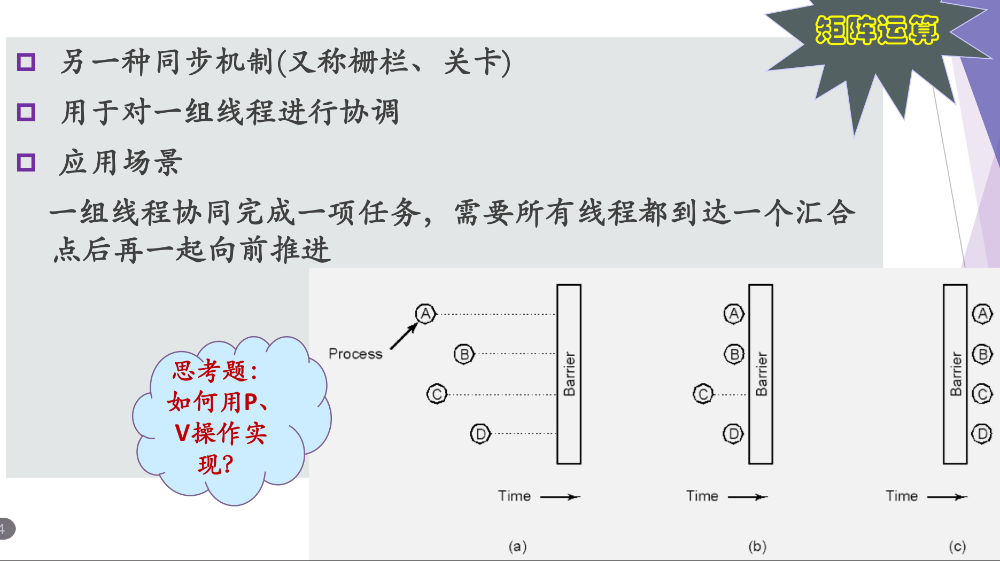 矩阵运算
另一种同步机制(又称栅栏、关卡)
用于对一组线程进行协调
应用场景
一组线程协同完成一项任务，需要所有线程都到达一个汇合
点后再一起向前推进
思考题：
如何用P、
V操作实
现？
Process
A
B
C
D
Barrier
Time
(a)
A
B
C
D
Barrier
Time
(b)
A
B
C
D
Barrier
Time
(c)
4